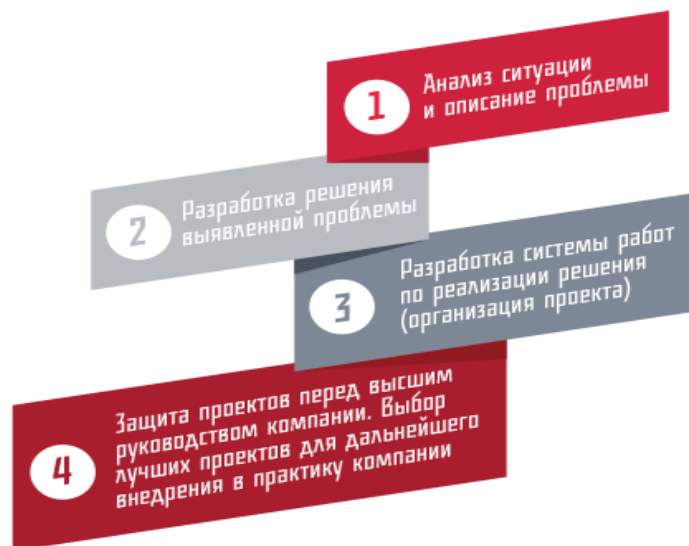 1
Анализ ситуации
и описание проблемы
2
Разработка решения
выявленной проблемы
3
Разработка системы работ
по реализации решения
(организация проекта)
4
Защита проектов перед высшим
руководством компании. Выбор
лучших проектов для дальнейшего
внедрения в практику компании